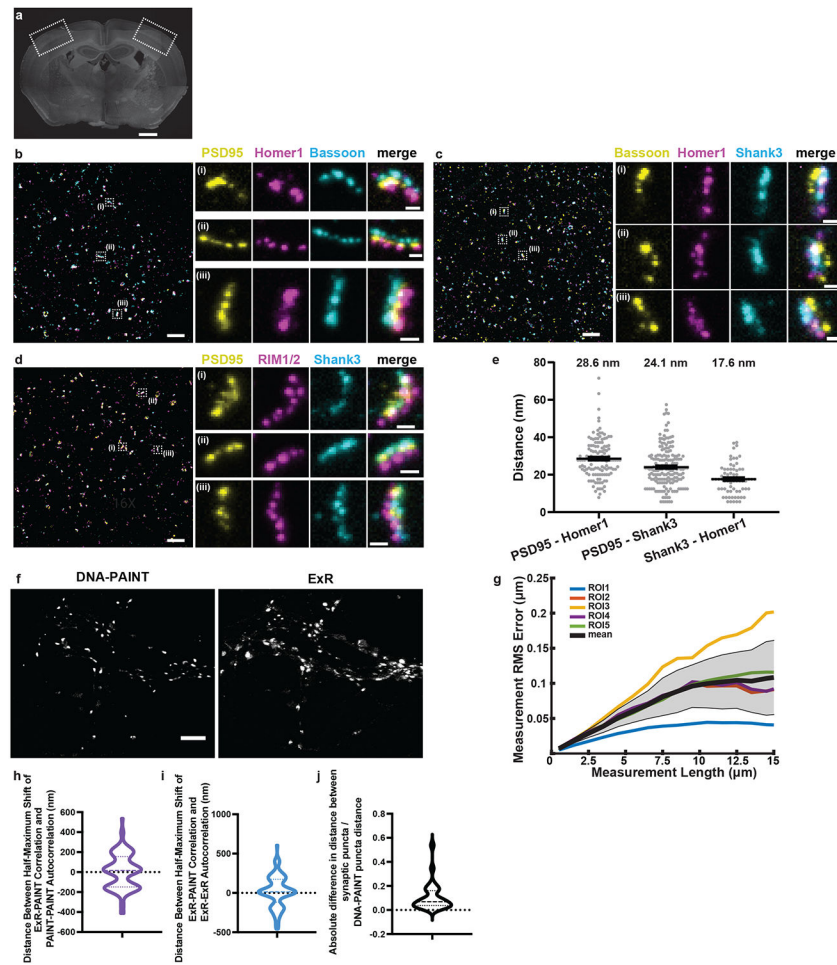 a
b
PSD95 Homer1 Bassoon merge
(i)
(ii)
(iii)
(i)
(ii)
(iii)
c
Bassoon Homer1 Shank3 merge
(i)
(ii)
(iii)
(i)
(ii)
(iii)
d
PSD95 RIM1/2 Shank3 merge
(ii)
(i)
(iii)
(i)
(ii)
(iii)
e
28.6 nm 24.1 nm 17.6 nm
Distance (nm)
80
60
40
20
0
PSD95 - Homer1
PSD95 - Shank3
Shank3 - Homer1
f
DNA-PAINT ExR
g
Measurement RMS Error (µm)
0.2
0.15
0.1
0.05
ROI1
ROI2
ROI3
ROI4
ROI5
mean
0 2.5 5 7.5 10 12.5 15
Measurement Length (µm)
h
Distance Between Half-Maximum Shift of
ExR-PAINT Correlation and
PAINT-PAINT Autocorrelation (nm)
600
400
200
0
-200
-400
-600
i
Distance Between Half-Maximum Shift of
ExR-PAINT Correlation and
ExR-ExR Autocorrelation (nm)
1000
500
0
-500
j
Absolute difference in distance between
synaptic puncta /
DNA-PAINT puncta distance
0.8
0.6
0.4
0.2
0.0
-0.2